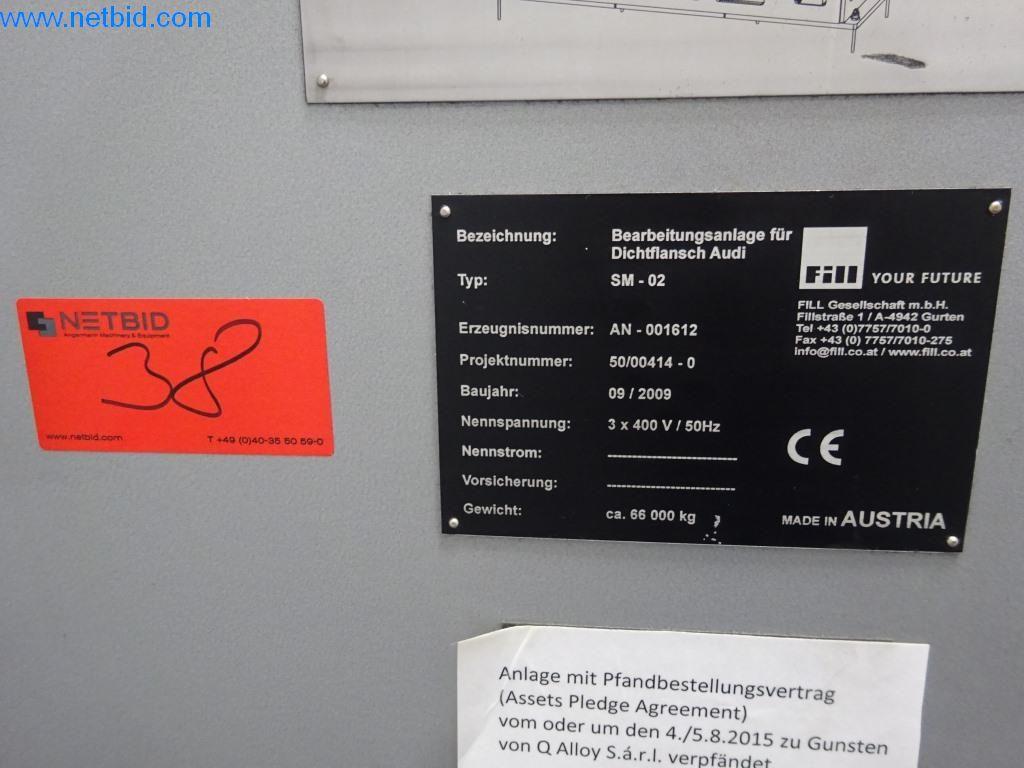 www.netbid.com
NETBID
Angermann Machinery & Equipment
38
www.netbid.com T +49 (0)40-35 50 59-0
Bezeichnung: Bearbeitungsanlage für
Dichtflansch Audi
Typ: SM - 02
Erzeugnismummer: AN - 001612
Projektnummer: 50/00414 - 0
Baujahr: 09 / 2009
Nennspannung: 3 x 400 V / 50Hz
Nennstrom: --------------------------
Vorsicherung: --------------------------
Gewicht: ca. 66 000 kg
Fill YOUR FUTURE
FILL Gesellschaft m.b.H.
Fillstraße 1 / A-4942 Gurten
Tel +43 (0)7757/7010-0
Fax +43 (0) 7757/7010-275
info@fill.co.at / www.fill.co.at
CE
MADE IN AUSTRIA
Anlage mit Pfandbestellungsvertrag
(Assets Pledge Agreement)
vom oder um den 4./5.8.2015 zu Gunsten
von Q Alloy S.á.r.l. verpfändet